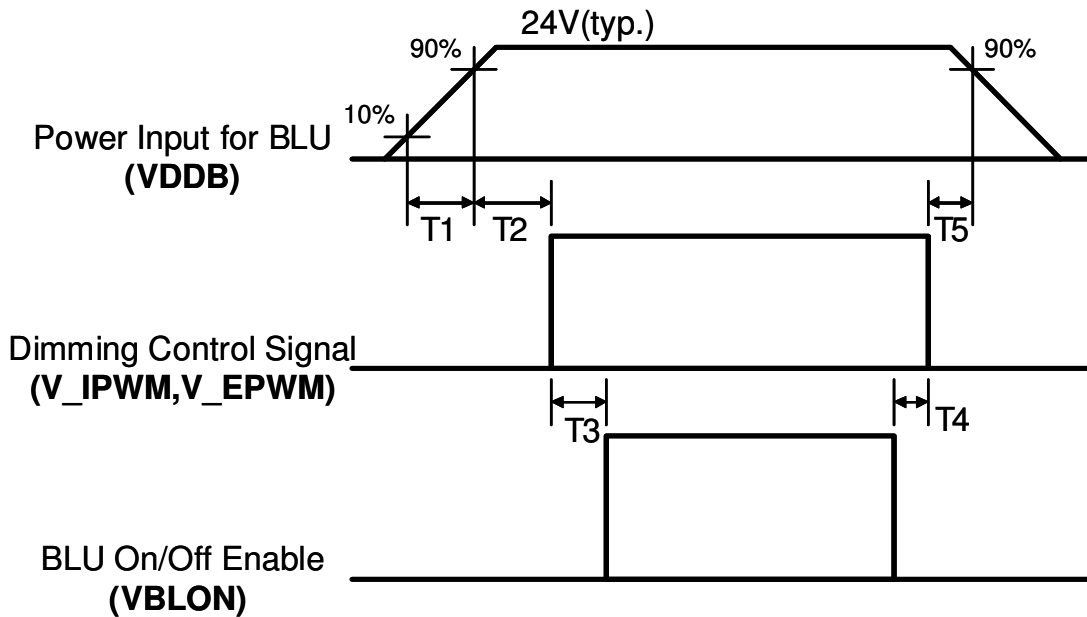 24V(typ.)
90%
90%
10%
Power Input for BLU
(VDDB)
T1
T2
T5
Dimming Control Signal
(V_IPWM,V_EPWM)
T3
T4
BLU On/Off Enable
(VBLON)